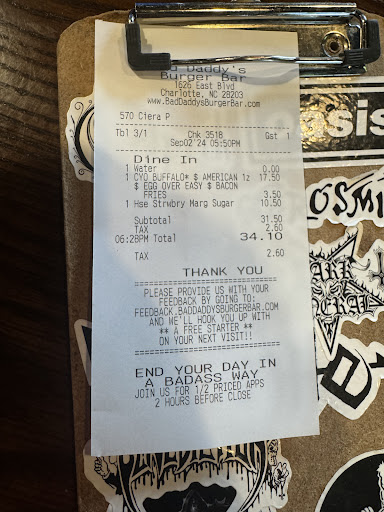 Daddy's
Burger Bar
1626 East Blvd
Charlotte, NC 28203
www.BadDaddysBurgerBar.com
570 Ciera P
Tbl 3/1 Chk 3518 Gst 1
Sep02'24 05:50PM
Dine In
1 Water 0.00
1 CYO BUFFALO* $ AMERICAN 1z 17.50
$ EGG OVER EASY $ BACON
FRIES 3.50
1 Hse Strwbry Marg Sugar 10.50
Subtotal 31.50
TAX 2.60
06:28PM Total 34.10
TAX 2.60
THANK YOU
PLEASE PROVIDE US WITH YOUR
FEEDBACK BY GOING TO:
FEEDBACK.BADDADDYSBURGERBAR.COM
AND WE'LL HOOK YOU UP WITH
** A FREE STARTER **
ON YOUR NEXT VISIT!!
END YOUR DAY IN
A BADASS WAY
JOIN US FOR 1/2 PRICED APPS
2 HOURS BEFORE CLOSE
asis
OSMI
DARK
FUNERAL